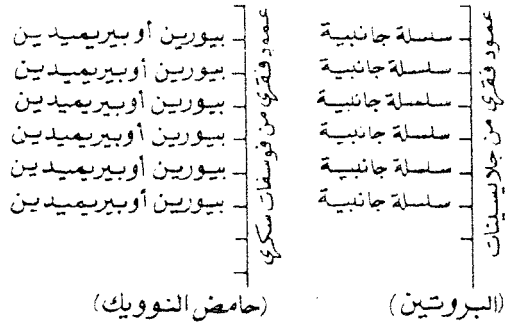 عمود فقري من جلايسينات
سلسلة جانبية
سلسلة جانبية
سلسلة جانبية
سلسلة جانبية
سلسلة جانبية
سلسلة جانبية
(البروتين)
عمود فقري من فوسفات سكري
بيورين أو بيريميدين
بيورين أو بيريميدين
بيورين أو بيريميدين
بيورين أو بيريميدين
بيورين أو بيريميدين
بيورين أو بيريميدين
(حامض النوويك)